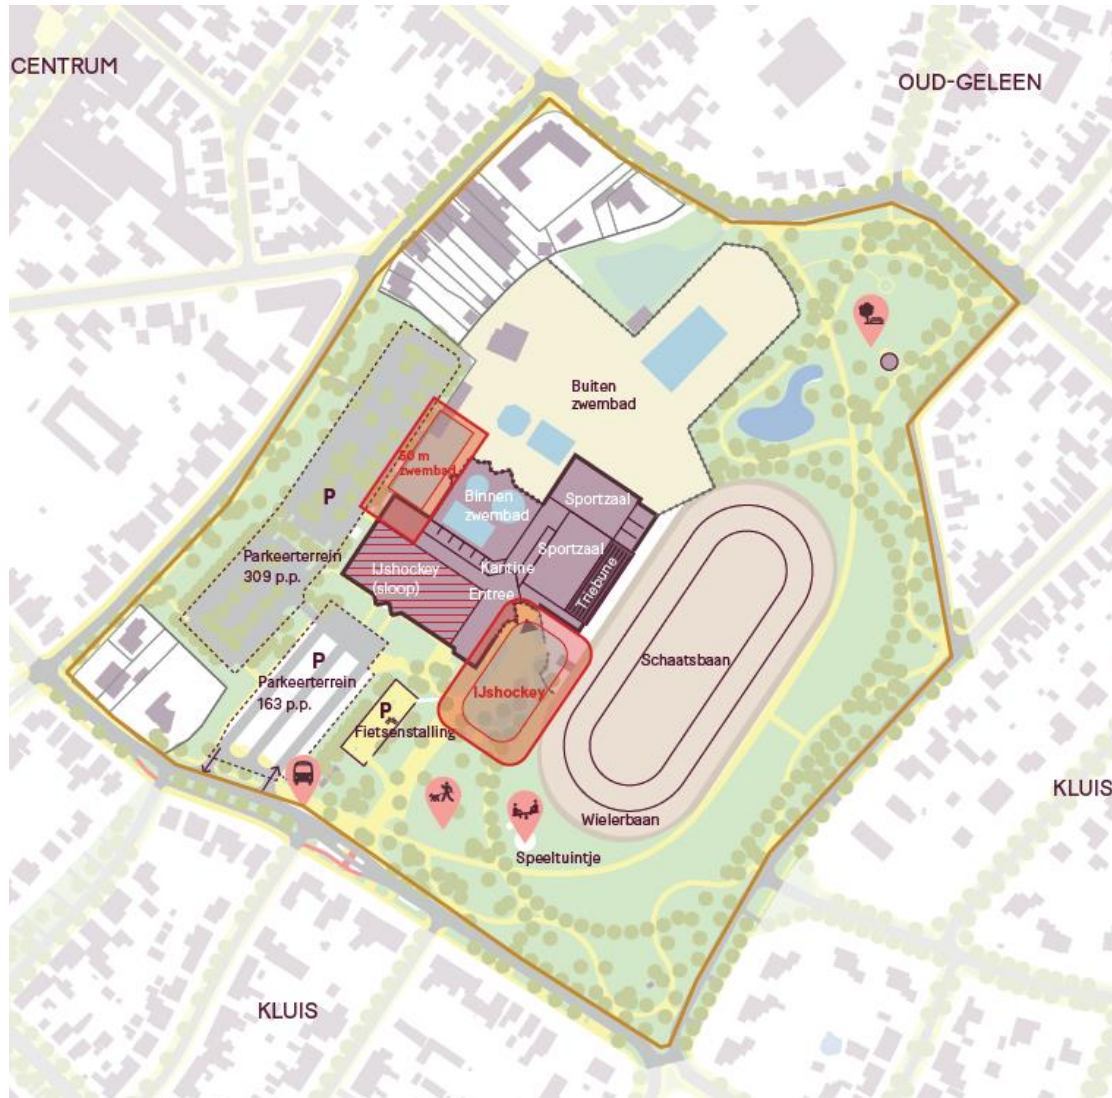 CENTRUM
OUD-GELEEN
Buiten
zwembad
50 m
zwembad
P
Binnen
zwembad
Sportzaal
Sportzaal
Parkeerterrein
309 p.p.
IJshockey
(sloop)
Kantine
Entree
Triebune
P
Parkeerterrein
163 p.p.
Schaatsbaan
IJshockey
P
Fietsenstalling
KLUIS
Wielerbaan
Speeltuintje
KLUIS